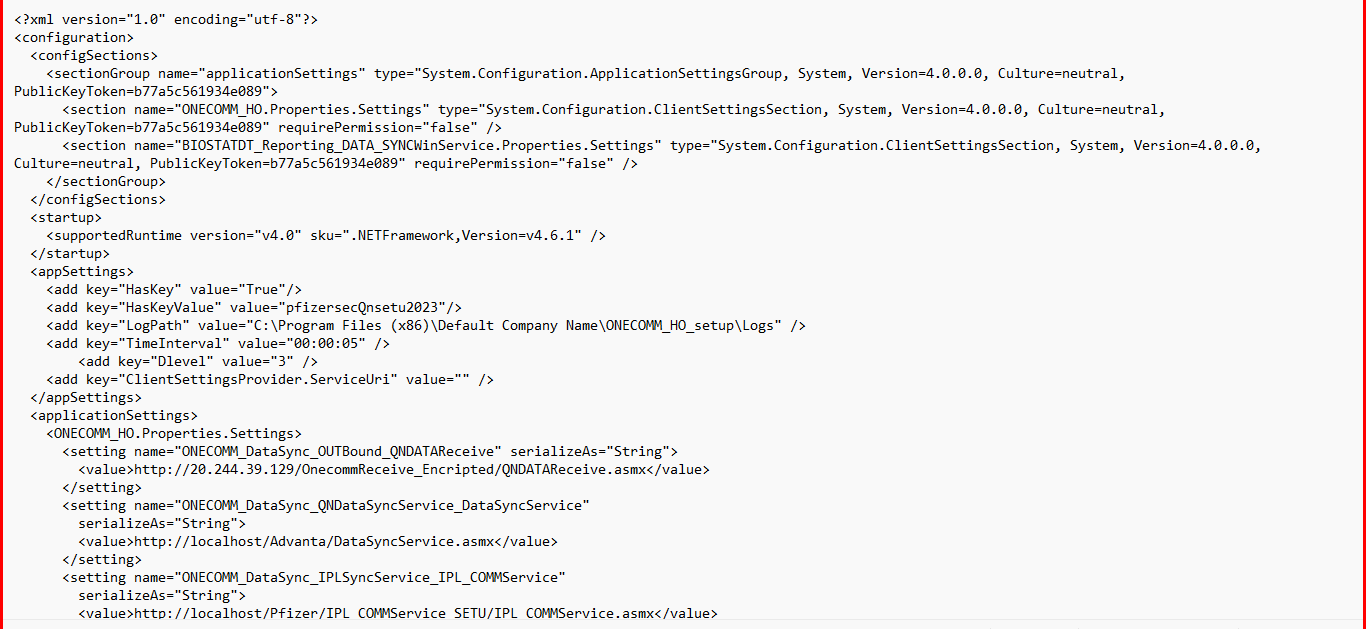 <?xml version="1.0" encoding="utf-8"?>
<configuration>
<configSections>
<sectionGroup name="applicationSettings" type="System.Configuration.ApplicationSettingsGroup, System, Version=4.0.0.0, Culture=neutral,
PublicKeyToken=b77a5c561934e089">
<section name="ONECOMM_HO.Properties.Settings" type="System.Configuration.ClientSettingsSection, System, Version=4.0.0.0, Culture=neutral,
PublicKeyToken=b77a5c561934e089" requirePermission="false" />
<section name="BIOSTATDT_Reporting_DATA_SYNCWinService.Properties.Settings" type="System.Configuration.ClientSettingsSection, System, Version=4.0.0.0,
Culture=neutral, PublicKeyToken=b77a5c561934e089" requirePermission="false" />
</sectionGroup>
</configSections>
<startup>
<supportedRuntime version="v4.0" sku=".NETFramework,Version=v4.6.1" />
</startup>
<appSettings>
<add key="HasKey" value="True"/>
<add key="HasKeyValue" value="pfizersecQnsetu2023"/>
<add key="LogPath" value="C:\Program Files (x86)\Default Company Name\ONECOMM_HO_setup\Logs" />
<add key="TimeInterval" value="00:00:05" />
<add key="Dlevel" value="3" />
<add key="ClientSettingsProvider.ServiceUri" value="" />
</appSettings>
<applicationSettings>
<ONECOMM_HO.Properties.Settings>
<setting name="ONECOMM_DataSync_OUTBound_QNDATAReceive" serializeAs="String">
<value>http://20.244.39.129/OnecommReceive_Encripted/QNDATAReceive.asmx</value>
</setting>
<setting name="ONECOMM_DataSync_QNDataSyncService_DataSyncService"
serializeAs="String">
<value>http://localhost/Advanta/DataSyncService.asmx</value>
</setting>
<setting name="ONECOMM_DataSync_IPLSyncService_IPL_COMMService"
serializeAs="String">
<value>http://localhost/Pfizer/IPL_COMMService_SETU/IPL_COMMService.asmx</value>